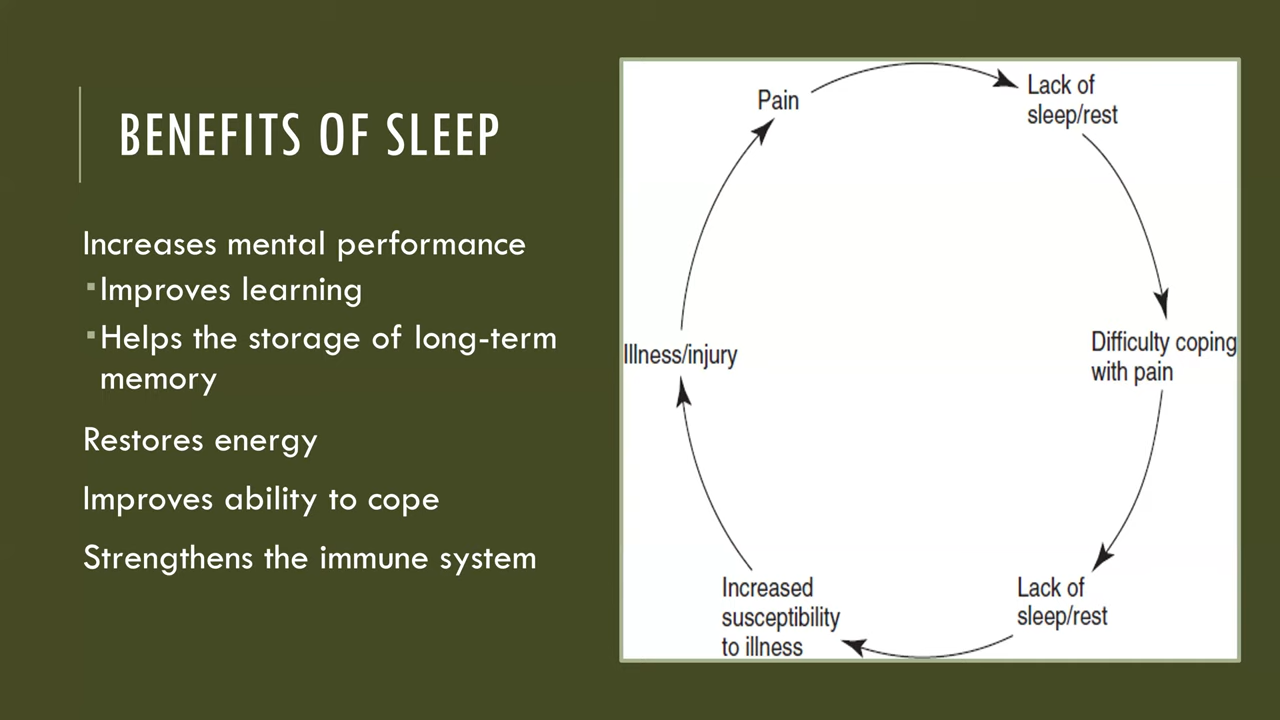 BENEFITS OF SLEEP
Increases mental performance
▪Improves learning
▪Helps the storage of long-term
memory
Restores energy
Improves ability to cope
Strengthens the immune system
Pain
Lack of
sleep/rest
Difficulty coping
with pain
Lack of
sleep/rest
Increased
susceptibility
to illness
Illness/injury